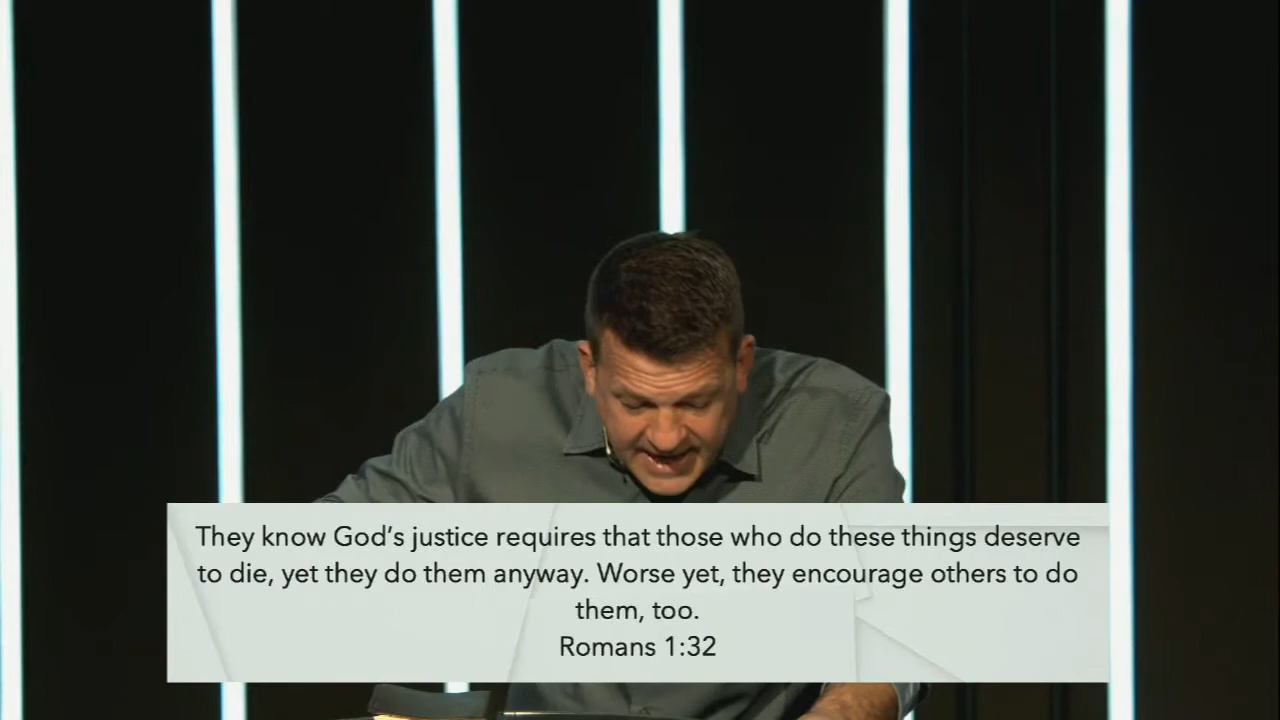 They know God's justice requires that those who do these things deserve
to die, yet they do them anyway. Worse yet, they encourage others to do
them, too.
Romans 1:32